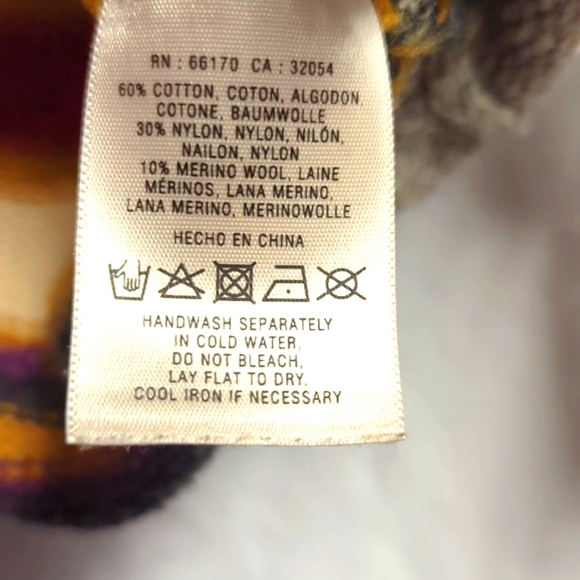 RN : 66170 CA : 32054
60% COTTON, COTON, ALGODON,
COTONE, BAUMWOLLE
30% NYLON, NYLON, NILÓN,
NAILON, NYLON
10% MERINO WOOL, LAINE
MÉRINOS, LANA MERINO,
LANA MERINO, MERINOWOLLE
HECHO EN CHINA
HANDWASH SEPARATELY
IN COLD WATER,
DO NOT BLEACH,
LAY FLAT TO DRY,
COOL IRON IF NECESSARY